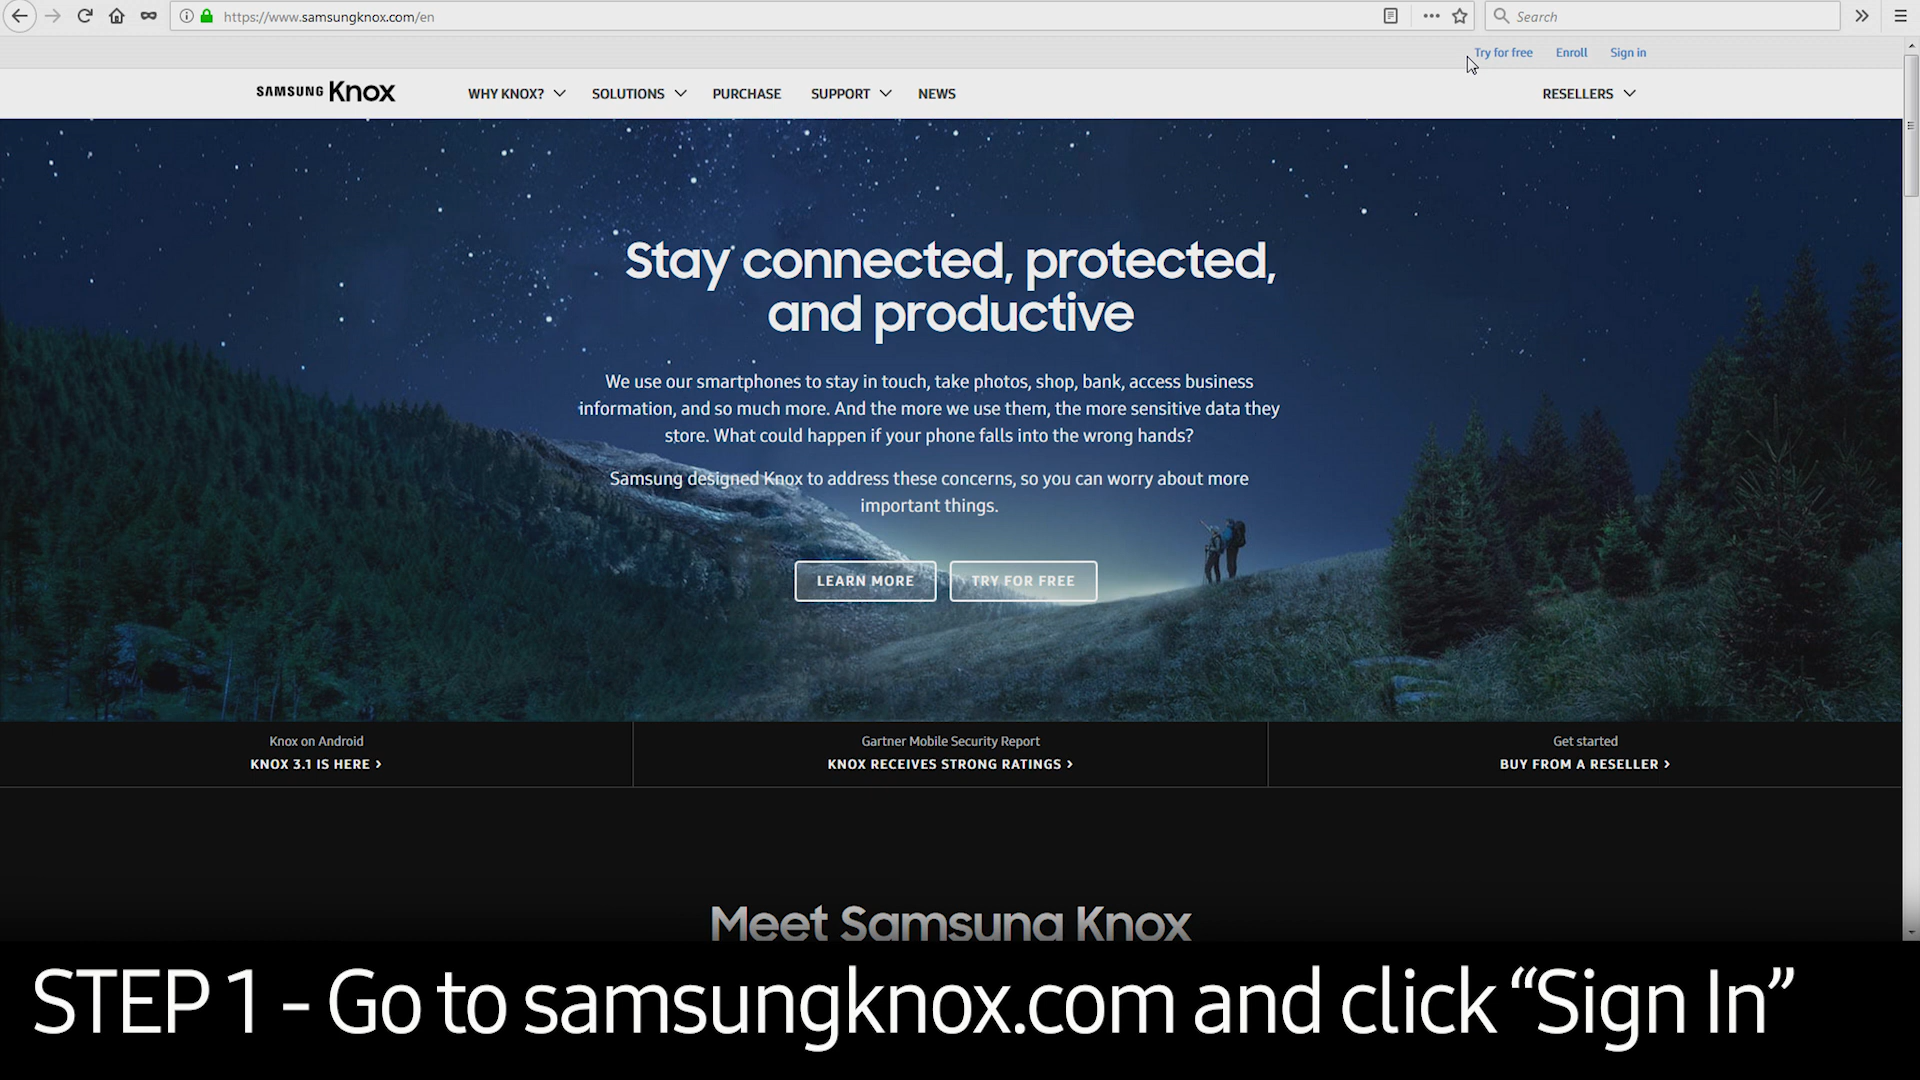 https://www.samsungknox.com/en
Search
Try for free Enroll Sign in
SAMSUNG Knox
WHY KNOX? SOLUTIONS PURCHASE SUPPORT NEWS RESELLERS
Stay connected, protected,
and productive
We use our smartphones to stay in touch, take photos, shop, bank, access business
information, and so much more. And the more we use them, the more sensitive data they
store. What could happen if your phone falls into the wrong hands?
Samsung designed Knox to address these concerns, so you can worry about more
important things.
LEARN MORE TRY FOR FREE
Knox on Android
KNOX 3.1 IS HERE >
Gartner Mobile Security Report
KNOX RECEIVES STRONG RATINGS >
Get started
BUY FROM A RESELLER >
Meet Samsung Knox
STEP 1 - Go to samsungknox.com and click “Sign In”